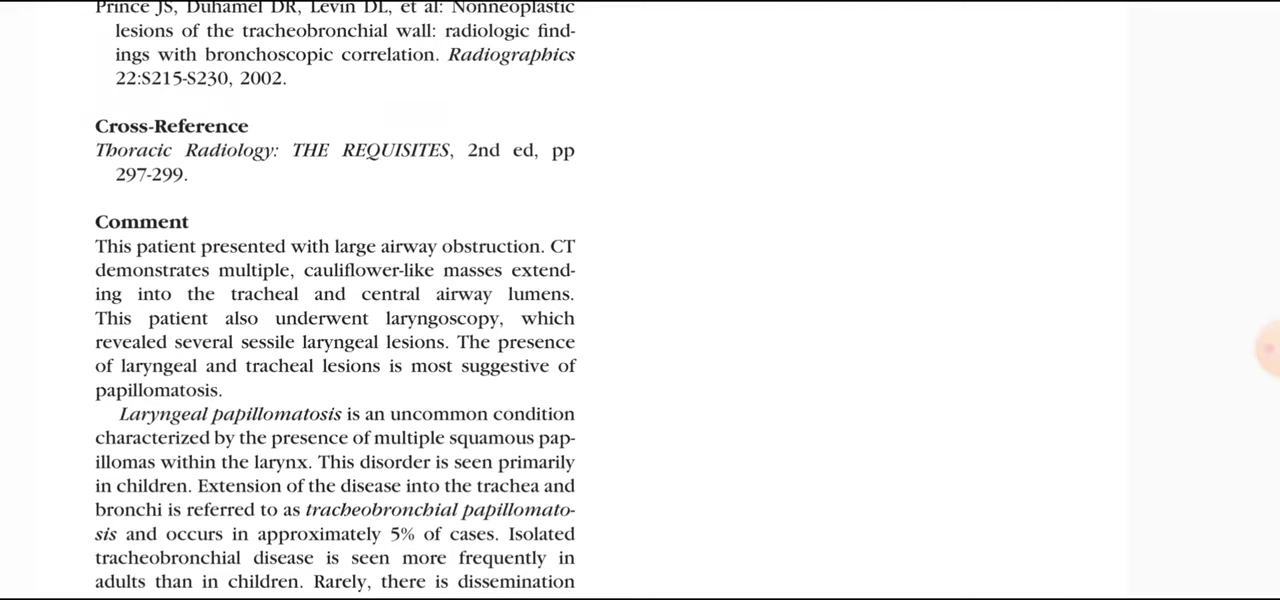 Prince JS, Duhamel DR, Levin DL, et al: Nonneoplastic
lesions of the tracheobronchial wall: radiologic find-
ings with bronchoscopic correlation. Radiographics
22:S215-S230, 2002.
Cross-Reference
Thoracic Radiology: THE REQUISITES, 2nd ed, pp
297-299.
Comment
This patient presented with large airway obstruction. CT
demonstrates multiple, cauliflower-like masses extend-
ing into the tracheal and central airway lumens.
This patient also underwent laryngoscopy, which
revealed several sessile laryngeal lesions. The presence
of laryngeal and tracheal lesions is most suggestive of
papillomatosis.
Laryngeal papillomatosis is an uncommon condition
characterized by the presence of multiple squamous pap-
illomas within the larynx. This disorder is seen primarily
in children. Extension of the disease into the trachea and
bronchi is referred to as tracheobronchial papillomato-
sis and occurs in approximately 5% of cases. Isolated
tracheobronchial disease is seen more frequently in
adults than in children. Rarely, there is dissemination